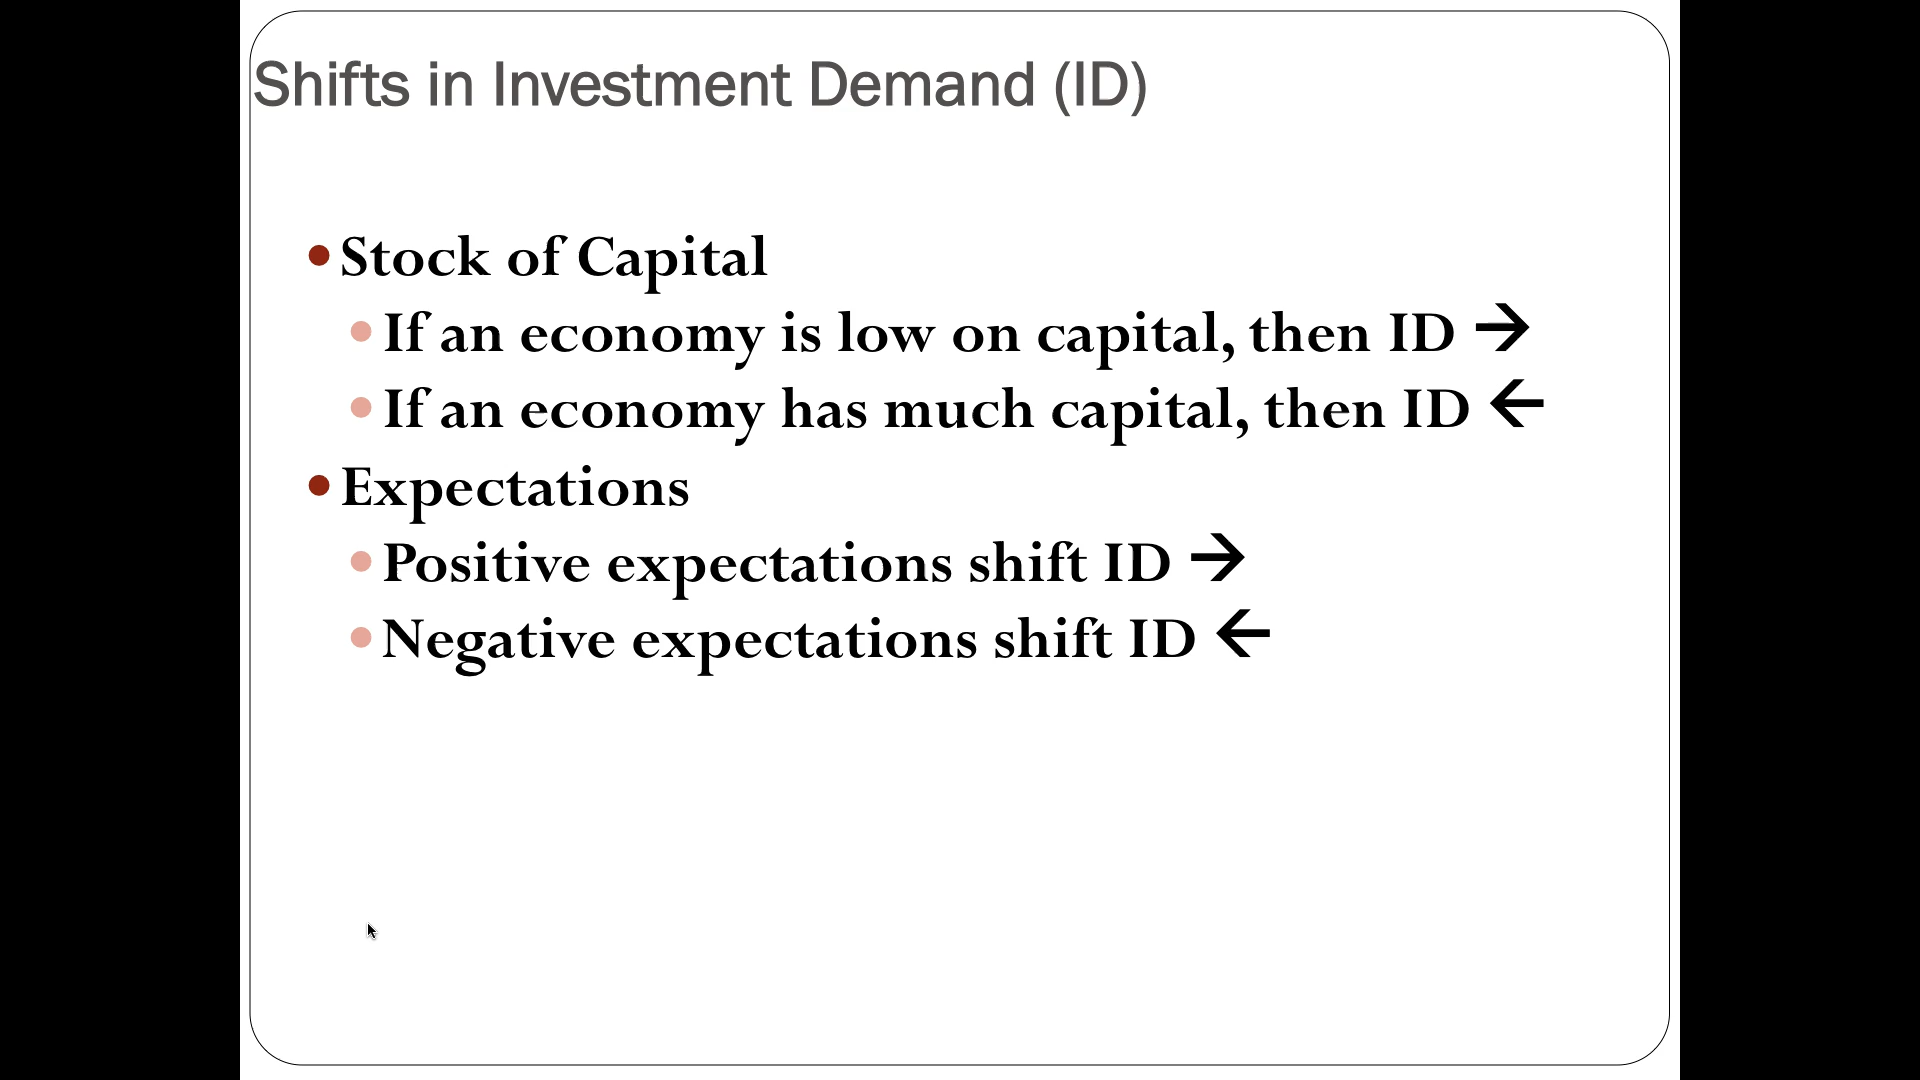 Shifts in Investment Demand (ID)
• Stock of Capital
• If an economy is low on capital, then ID →
• If an economy has much capital, then ID ←
• Expectations
• Positive expectations shift ID →
• Negative expectations shift ID ←